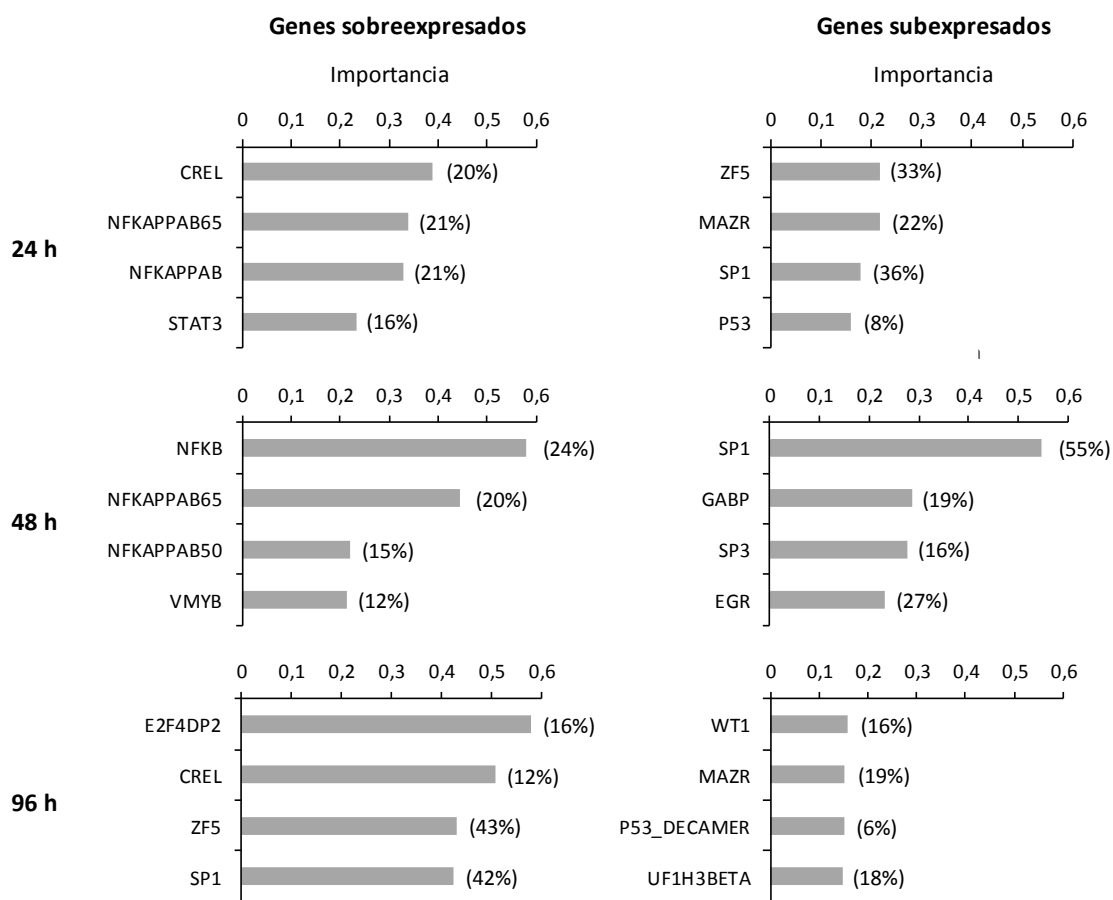 Genes sobreexpresados
Genes subexpresados
Importancia
Importancia
0 0,1 0,2 0,3 0,4 0,5 0,6
0 0,1 0,2 0,3 0,4 0,5 0,6
24 h
CREL (20%)
NFKAPPAB65 (21%)
NFKAPPAB (21%)
STAT3 (16%)
ZF5 (33%)
MAZR (22%)
SP1 (36%)
P53 (8%)
0 0,1 0,2 0,3 0,4 0,5 0,6
0 0,1 0,2 0,3 0,4 0,5 0,6
48 h
NFKB (24%)
NFKAPPAB65 (20%)
NFKAPPAB50 (15%)
VMYB (12%)
SP1 (55%)
GABP (19%)
SP3 (16%)
EGR (27%)
0 0,1 0,2 0,3 0,4 0,5 0,6
0 0,1 0,2 0,3 0,4 0,5 0,6
96 h
E2F4DP2 (16%)
CREL (12%)
ZF5 (43%)
SP1 (42%)
WT1 (16%)
MAZR (19%)
P53_DECAMER (6%)
UF1H3BETA (18%)